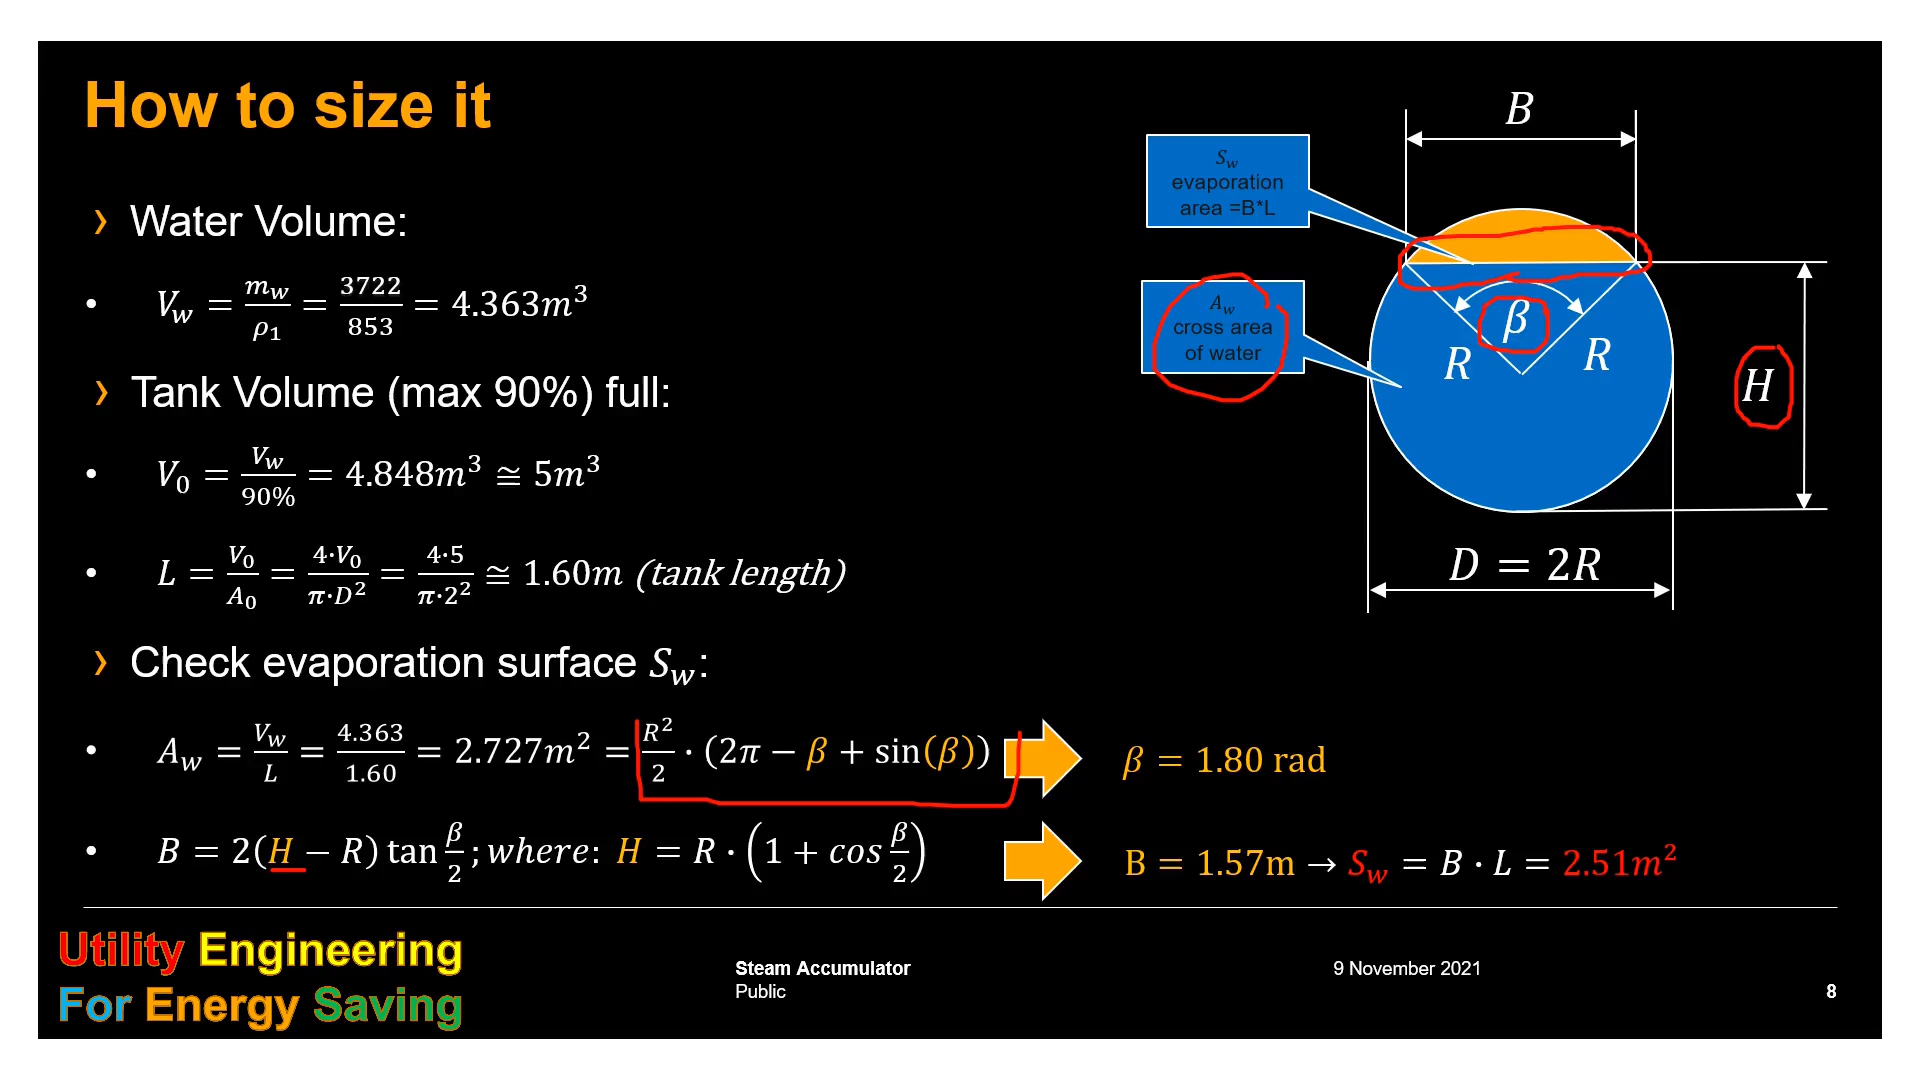 How to size it
› Water Volume:
• V_w = m_w/ρ_1 = 3722/853 = 4.363m³
› Tank Volume (max 90%) full:
• V_0 = V_w/90% = 4.848m³ ≅ 5m³
• L = V_0/A_0 = 4·V_0/π·D² = 4·5/π·2² ≅ 1.60m (tank length)
› Check evaporation surface S_w:
• A_w = V_w/L = 4.363/1.60 = 2.727m² = R²/2 · (2π − β + sin(β))
β = 1.80 rad
• B = 2(H − R) tan β/2 ; where: H = R · (1 + cos β/2)
B = 1.57m → S_w = B · L = 2.51m²
B
S_w
evaporation
area =B*L
A_w
cross area
of water
β
R
R
H
D = 2R
Utility Engineering
For Energy Saving
Steam Accumulator
Public
9 November 2021
8